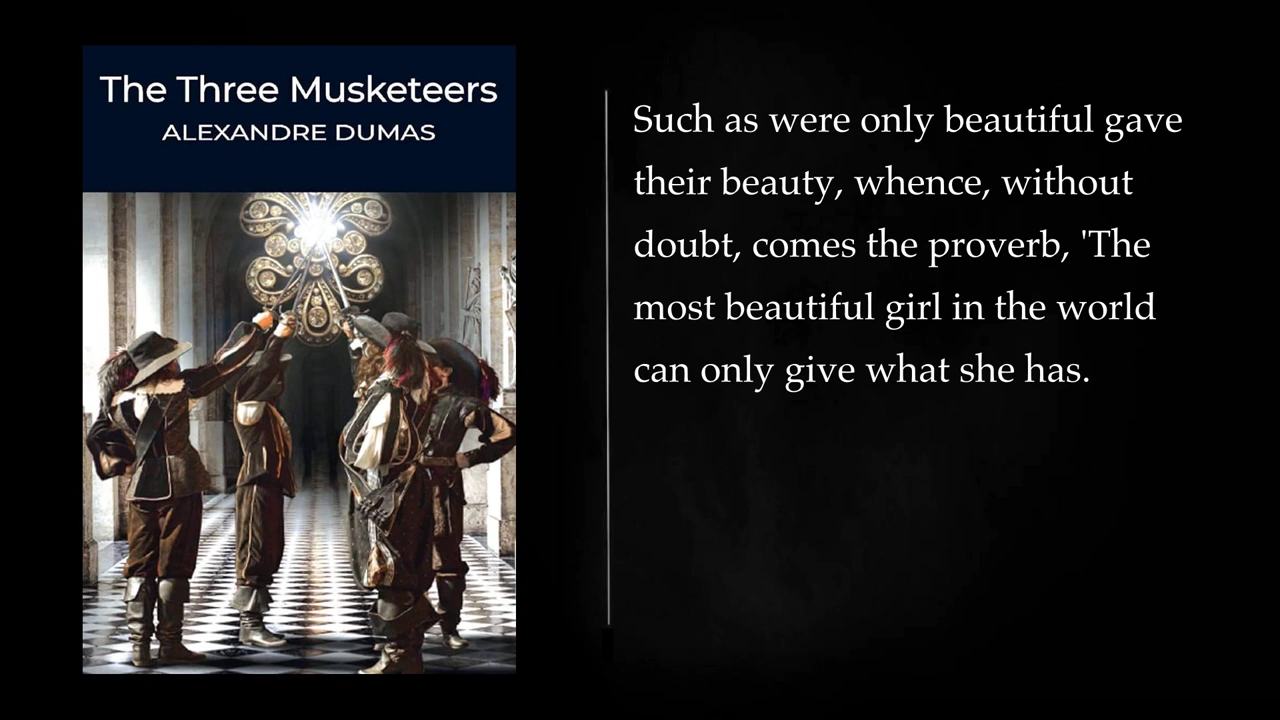 The Three Musketeers
ALEXANDRE DUMAS
Such as were only beautiful gave
their beauty, whence, without
doubt, comes the proverb, 'The
most beautiful girl in the world
can only give what she has.